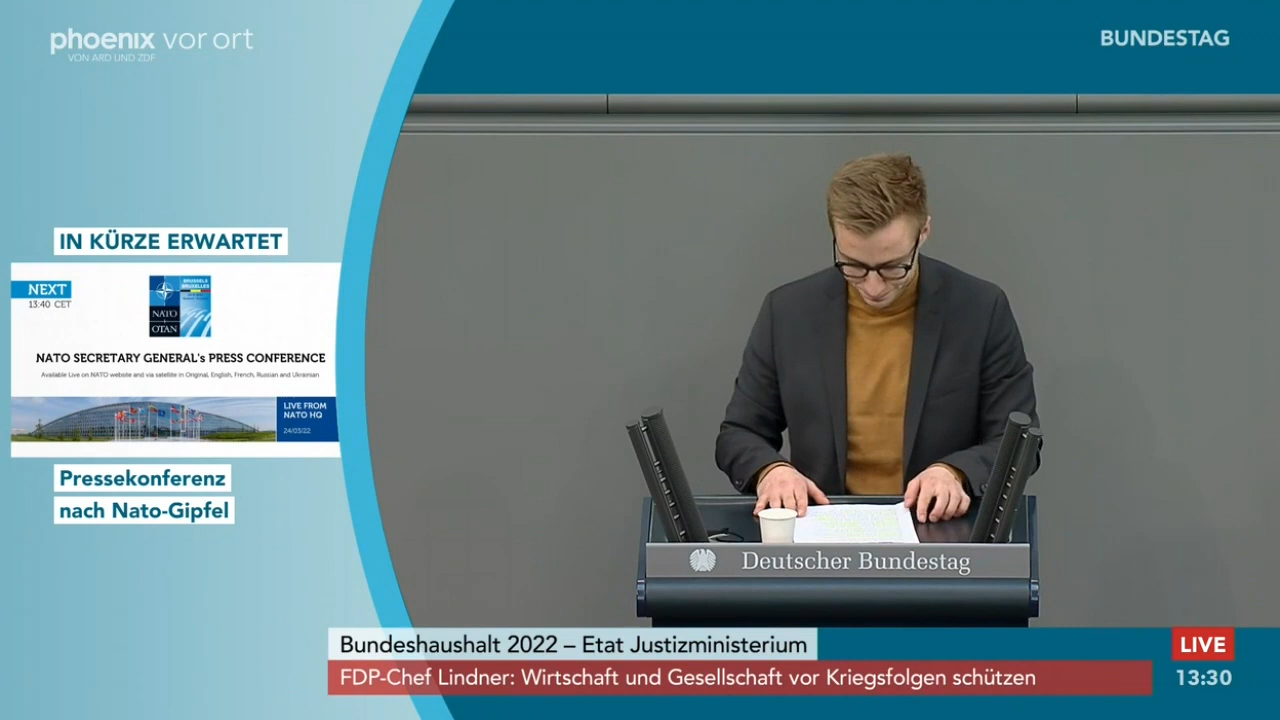 phoenix vor ort
VON ARD UND ZDF
BUNDESTAG
IN KÜRZE ERWARTET
NEXT
13:40 CET
BRUSSELS
BRUXELLES
NATO
OTAN
NATO SECRETARY GENERAL's PRESS CONFERENCE
Available Live on NATO website and via satellite in Original, English, French, Russian and Ukrainian
LIVE FROM
NATO HQ
24/03/22
Pressekonferenz
nach Nato-Gipfel
Deutscher Bundestag
Bundeshaushalt 2022 – Etat Justizministerium
LIVE
FDP-Chef Lindner: Wirtschaft und Gesellschaft vor Kriegsfolgen schützen
13:30